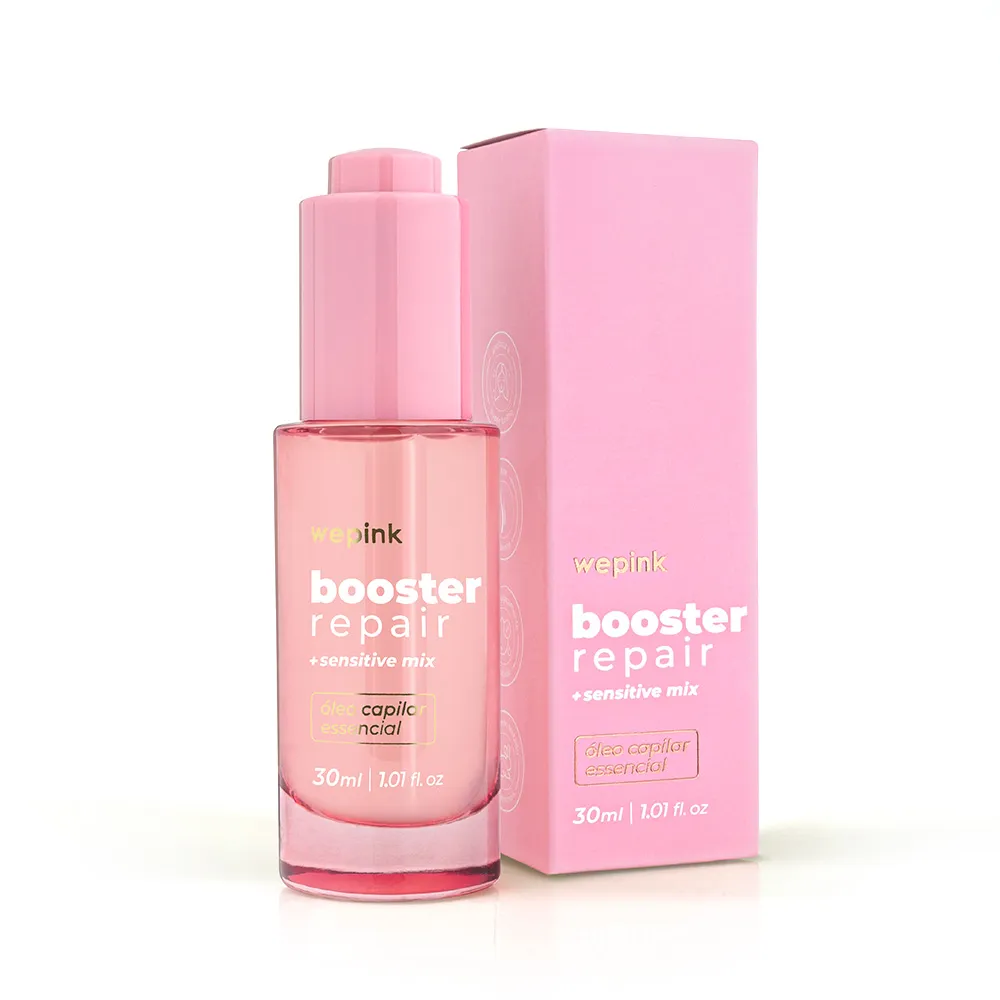 wepink
booster
repair
+sensitive mix
óleo capilar
essencial
30ml | 1.01 fl. oz
wepink
booster
repair
+sensitive mix
óleo capilar
essencial
30ml | 1.01 fl. oz